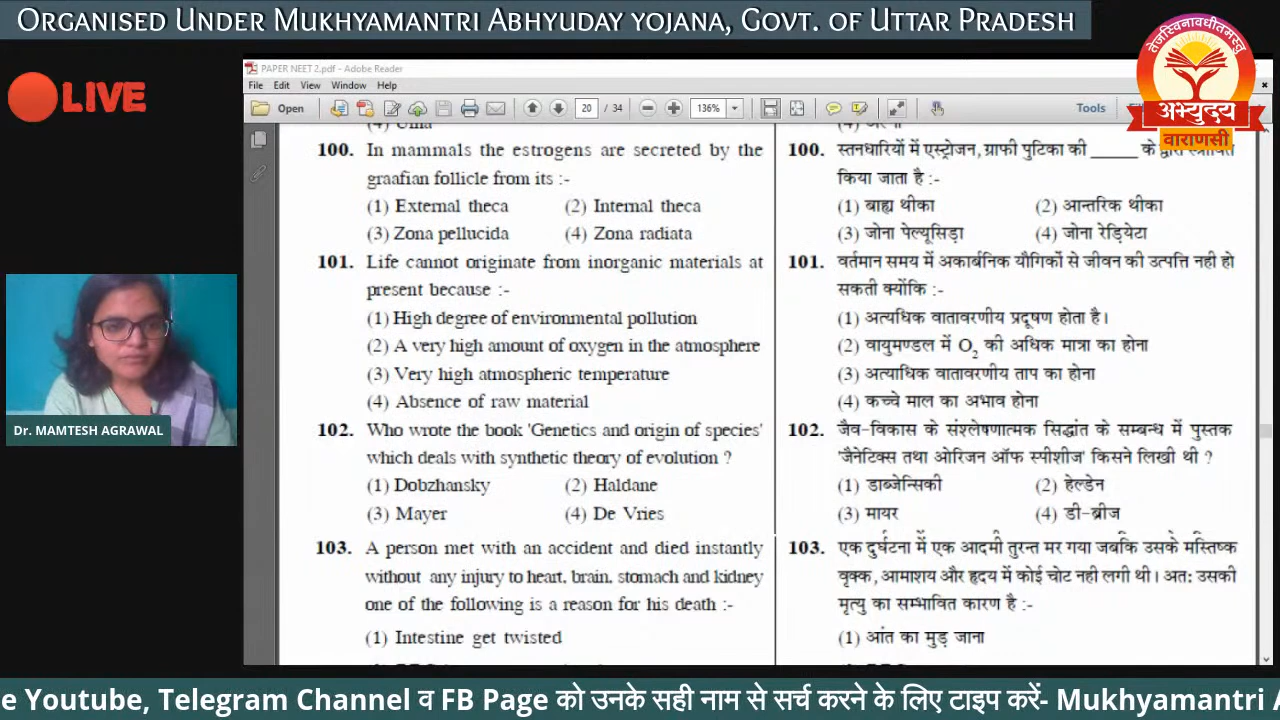 ORGANISED UNDER MUKHYAMANTRI ABHYUDAY YOJANA, GOVT. OF UTTAR PRADESH
तेजस्विनावधीतमस्तु
अभ्युदय
वाराणसी
LIVE
PAPER NEET 2.pdf - Adobe Reader
File Edit View Window Help
Open 20 / 34 136% Tools
100. In mammals the estrogens are secreted by the
graafian follicle from its :-
(1) External theca (2) Internal theca
(3) Zona pellucida (4) Zona radiata
101. Life cannot originate from inorganic materials at
present because :-
(1) High degree of environmental pollution
(2) A very high amount of oxygen in the atmosphere
(3) Very high atmospheric temperature
(4) Absence of raw material
102. Who wrote the book 'Genetics and origin of species'
which deals with synthetic theory of evolution ?
(1) Dobzhansky (2) Haldane
(3) Mayer (4) De Vries
103. A person met with an accident and died instantly
without any injury to heart, brain, stomach and kidney
one of the following is a reason for his death :-
(1) Intestine get twisted
100. स्तनधारियों में एस्ट्रोजन, ग्राफी पुटिका की _____ के द्वारा स्त्रावित
किया जाता है :-
(1) बाह्य थीका (2) आन्तरिक थीका
(3) जोना पेल्यूसिड़ा (4) जोना रेड़ियेटा
101. वर्तमान समय में अकार्बनिक यौगिकों से जीवन की उत्पत्ति नही हो
सकती क्योंकि :-
(1) अत्यधिक वातावरणीय प्रदूषण होता है।
(2) वायुमण्डल में O2 की अधिक मात्रा का होना
(3) अत्याधिक वातावरणीय ताप का होना
(4) कच्चे माल का अभाव होना
102. जैव-विकास के संश्लेषणात्मक सिद्धांत के सम्बन्ध में पुस्तक
'जैनेटिक्स तथा ओरिजन ऑफ स्पीशीज' किसने लिखी थी ?
(1) डाब्जेन्सिकी (2) हेल्डेन
(3) मायर (4) डी-ब्रीज
103. एक दुर्घटना में एक आदमी तुरन्त मर गया जबकि उसके मस्तिष्क
वृक्क, आमाशय और हृदय में कोई चोट नही लगी थी। अत: उसकी
मृत्यु का सम्भावित कारण है :-
(1) आंत का मुड़ जाना
Dr. MAMTESH AGRAWAL
e Youtube, Telegram Channel व FB Page को उनके सही नाम से सर्च करने के लिए टाइप करें- Mukhyamantri